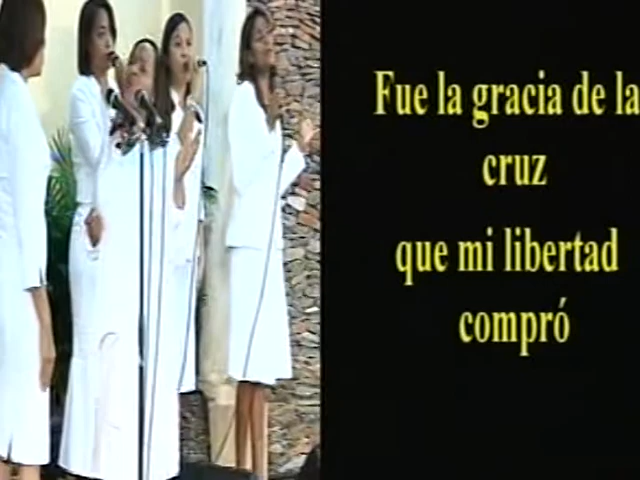 Fue la gracia de la
cruz
que mi libertad
compró